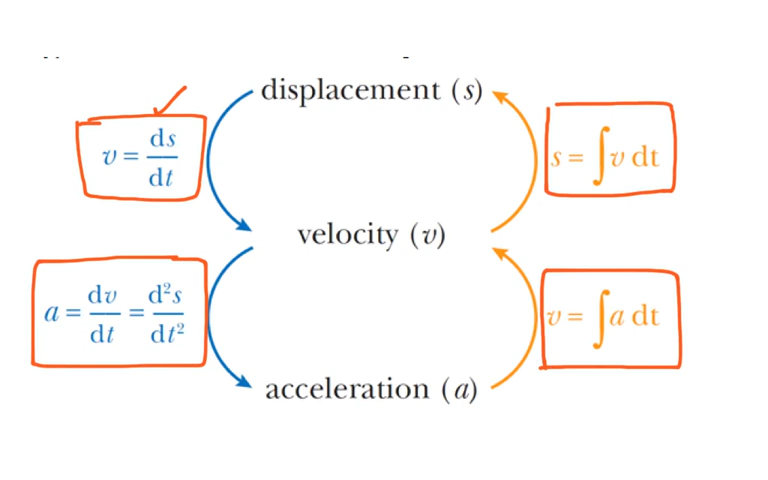 displacement (s)
v = ds/dt
s = ∫v dt
velocity (v)
a = dv/dt = d²s/dt²
v = ∫a dt
acceleration (a)